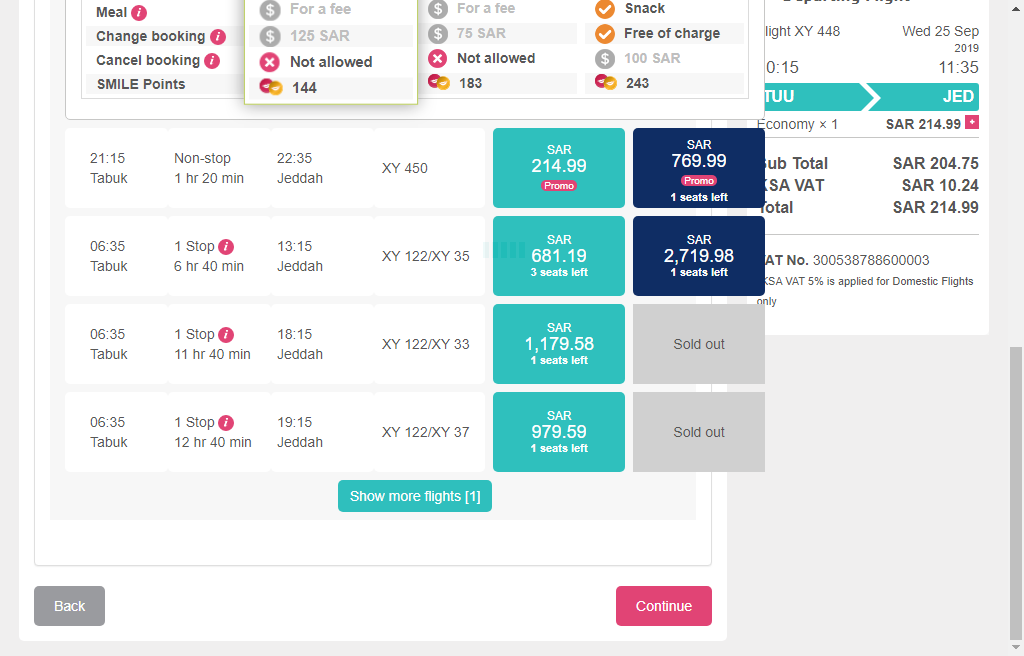 Meal
Change booking
Cancel booking
SMILE Points
For a fee
125 SAR
Not allowed
144
For a fee
75 SAR
Not allowed
183
Snack
Free of charge
100 SAR
243
21:15
Tabuk
Non-stop
1 hr 20 min
22:35
Jeddah
XY 450
SAR
214.99
Promo
SAR
769.99
Promo
1 seats left
06:35
Tabuk
1 Stop
6 hr 40 min
13:15
Jeddah
XY 122/XY 35
SAR
681.19
3 seats left
SAR
2,719.98
1 seats left
06:35
Tabuk
1 Stop
11 hr 40 min
18:15
Jeddah
XY 122/XY 33
SAR
1,179.58
1 seats left
Sold out
06:35
Tabuk
1 Stop
12 hr 40 min
19:15
Jeddah
XY 122/XY 37
SAR
979.59
1 seats left
Sold out
Show more flights [1]
Back
Continue
light XY 448
Wed 25 Sep
2019
0:15
11:35
TUU
JED
Economy × 1
SAR 214.99
Sub Total
SAR 204.75
KSA VAT
SAR 10.24
Total
SAR 214.99
VAT No. 300538788600003
KSA VAT 5% is applied for Domestic Flights
only